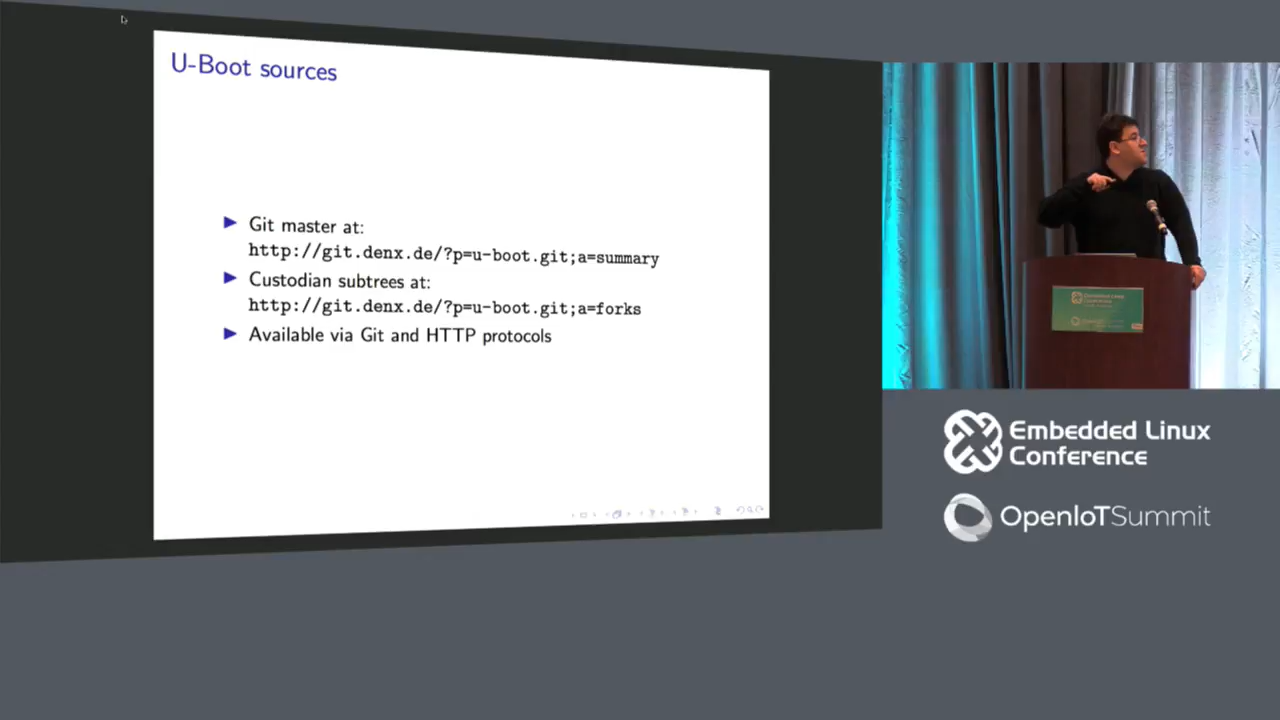 U-Boot sources
Git master at:
http://git.denx.de/?p=u-boot.git;a=summary
Custodian subtrees at:
http://git.denx.de/?p=u-boot.git;a=forks
Available via Git and HTTP protocols
Embedded Linux
Conference
OpenIoTSummit